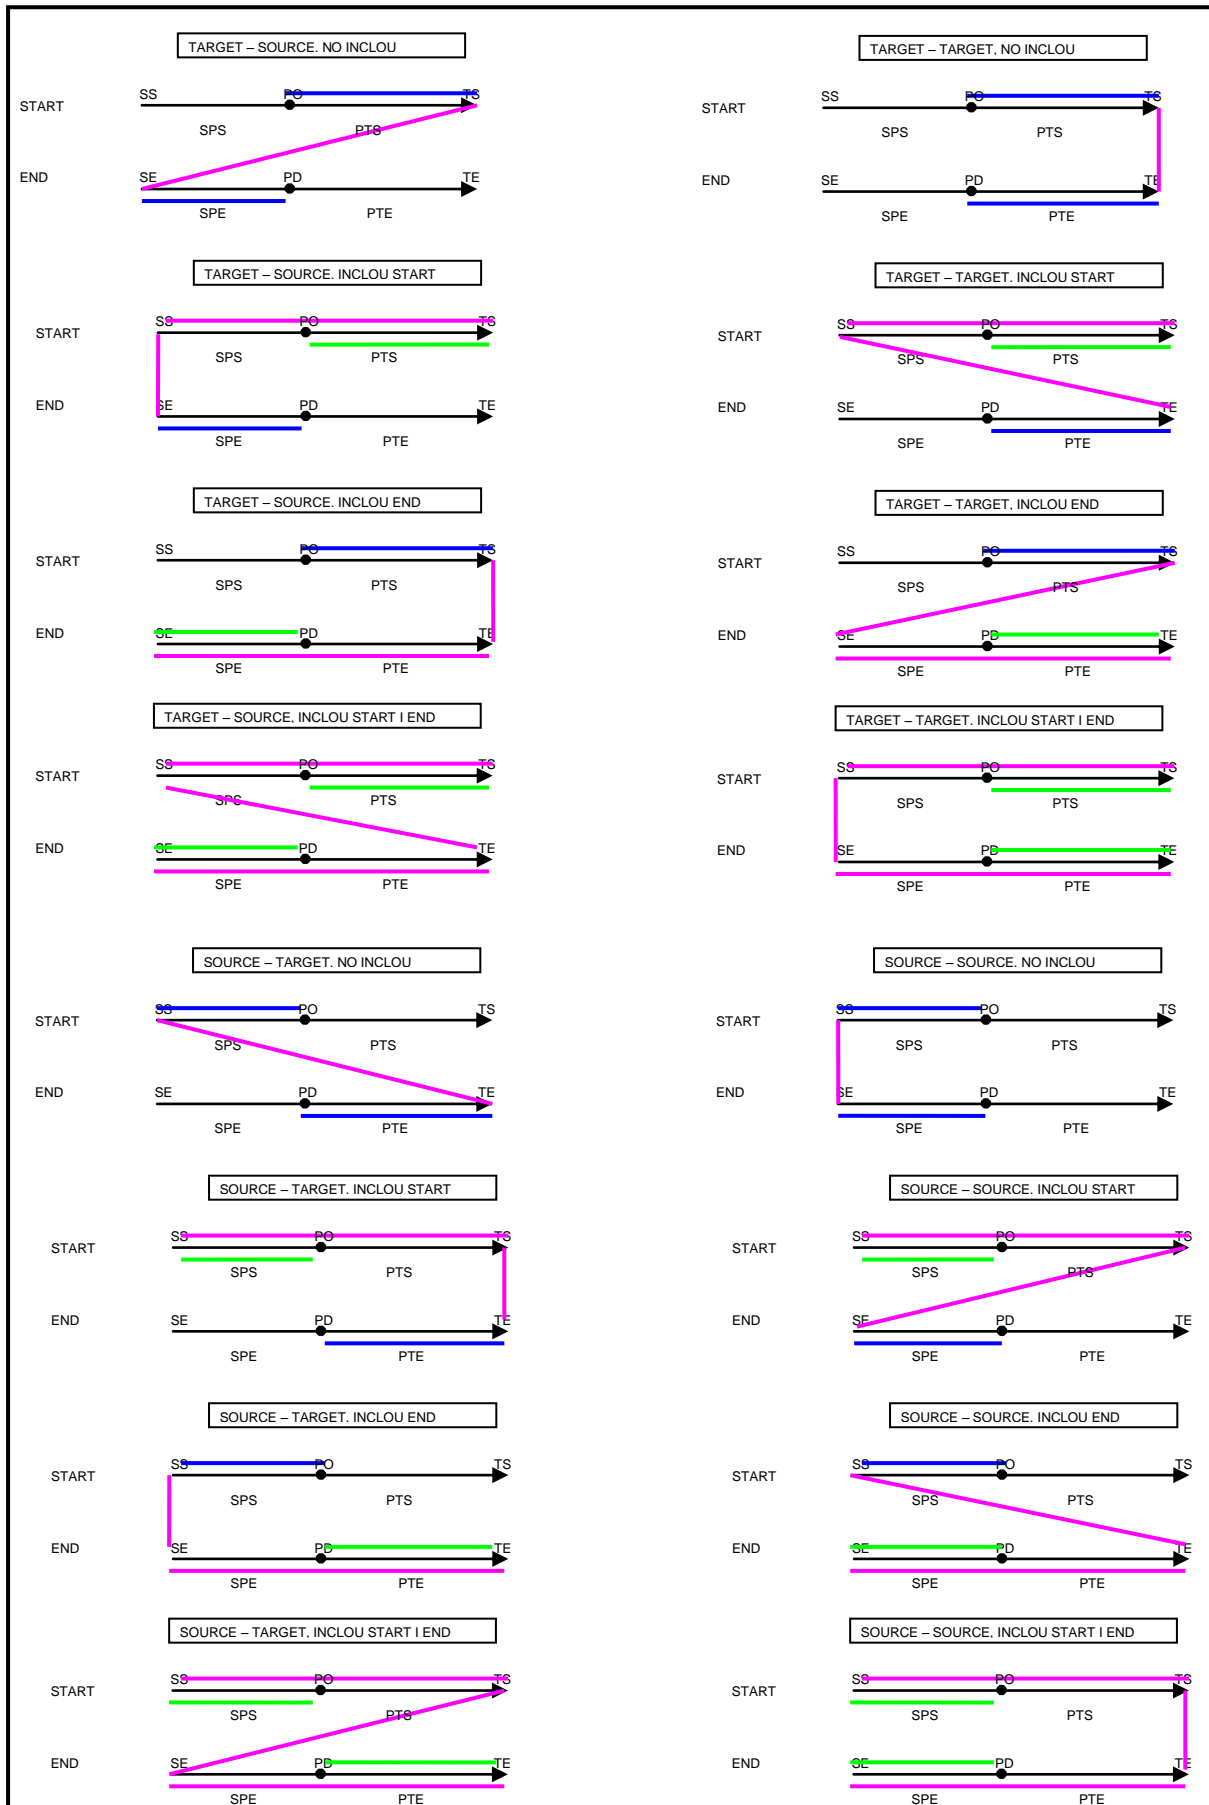 TARGET – SOURCE. NO INCLOU
SS PO TS
START
SPS PTS
SE PD TE
END
SPE PTE
TARGET – TARGET, NO INCLOU
SS PO TS
START
SPS PTS
SE PD TE
END
SPE PTE
TARGET – SOURCE. INCLOU START
SS PO TS
START
SPS PTS
SE PD TE
END
SPE PTE
TARGET – TARGET. INCLOU START
SS PO TS
START
SPS PTS
SE PD TE
END
SPE PTE
TARGET – SOURCE. INCLOU END
SS PO TS
START
SPS PTS
SE PD TE
END
SPE PTE
TARGET – TARGET, INCLOU END
SS PO TS
START
SPS PTS
SE PD TE
END
SPE PTE
TARGET – SOURCE, INCLOU START I END
SS PO TS
START
SPS PTS
SE PD TE
END
SPE PTE
TARGET – TARGET. INCLOU START I END
SS PO TS
START
SPS PTS
SE PD TE
END
SPE PTE
SOURCE – TARGET. NO INCLOU
SS PO TS
START
SPS PTS
SE PD TE
END
SPE PTE
SOURCE – SOURCE. NO INCLOU
SS PO TS
START
SPS PTS
SE PD TE
END
SPE PTE
SOURCE – TARGET. INCLOU START
SS PO TS
START
SPS PTS
SE PD TE
END
SPE PTE
SOURCE – SOURCE. INCLOU START
SS PO TS
START
SPS PTS
SE PD TE
END
SPE PTE
SOURCE – TARGET. INCLOU END
SS PO TS
START
SPS PTS
SE PD TE
END
SPE PTE
SOURCE – SOURCE. INCLOU END
SS PO TS
START
SPS PTS
SE PD TE
END
SPE PTE
SOURCE – TARGET, INCLOU START I END
SS PO TS
START
SPS PTS
SE PD TE
END
SPE PTE
SOURCE – SOURCE, INCLOU START I END
SS PO TS
START
SPS PTS
SE PD TE
END
SPE PTE